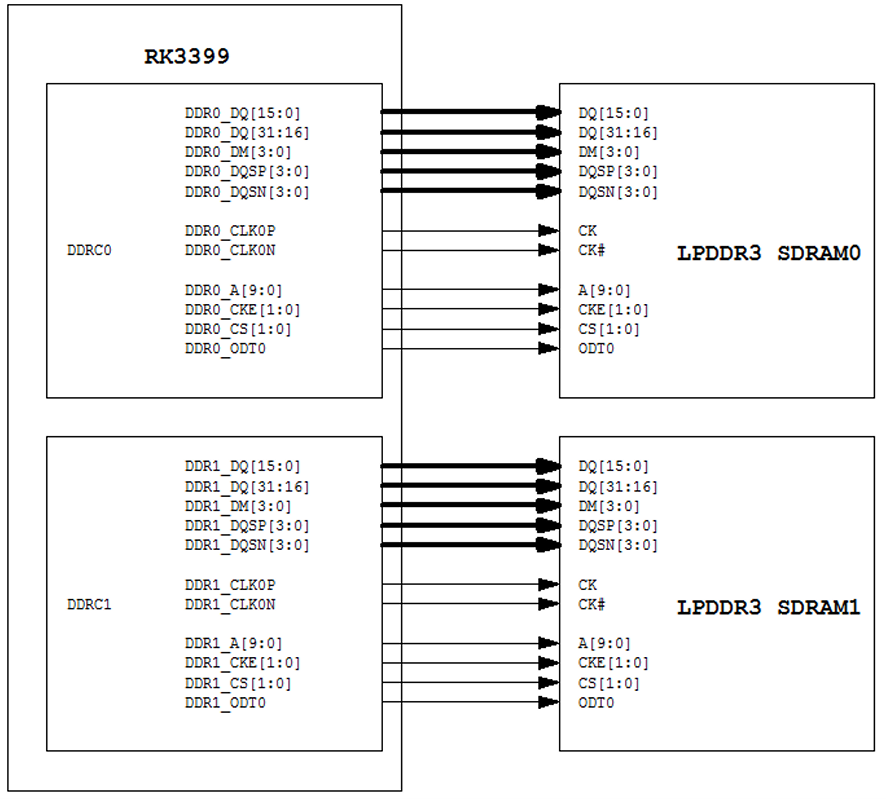 RK3399
DDR0_DQ[15:0] DQ[15:0]
DDR0_DQ[31:16] DQ[31:16]
DDR0_DM[3:0] DM[3:0]
DDR0_DQSP[3:0] DQSP[3:0]
DDR0_DQSN[3:0] DQSN[3:0]
DDR0_CLK0P CK
DDRC0 DDR0_CLK0N CK# LPDDR3 SDRAM0
DDR0_A[9:0] A[9:0]
DDR0_CKE[1:0] CKE[1:0]
DDR0_CS[1:0] CS[1:0]
DDR0_ODT0 ODT0
DDR1_DQ[15:0] DQ[15:0]
DDR1_DQ[31:16] DQ[31:16]
DDR1_DM[3:0] DM[3:0]
DDR1_DQSP[3:0] DQSP[3:0]
DDR1_DQSN[3:0] DQSN[3:0]
DDR1_CLK0P CK
DDRC1 DDR1_CLK0N CK# LPDDR3 SDRAM1
DDR1_A[9:0] A[9:0]
DDR1_CKE[1:0] CKE[1:0]
DDR1_CS[1:0] CS[1:0]
DDR1_ODT0 ODT0